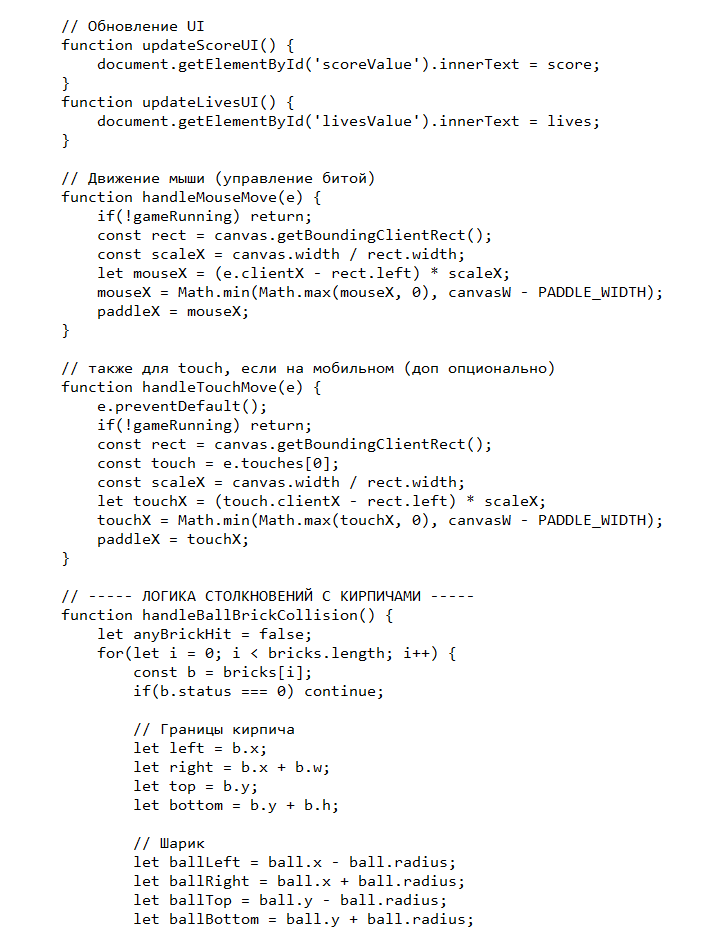 // Обновление UI
function updateScoreUI() {
    document.getElementById('scoreValue').innerText = score;
}
function updateLivesUI() {
    document.getElementById('livesValue').innerText = lives;
}

// Движение мыши (управление битой)
function handleMouseMove(e) {
    if(!gameRunning) return;
    const rect = canvas.getBoundingClientRect();
    const scaleX = canvas.width / rect.width;
    let mouseX = (e.clientX - rect.left) * scaleX;
    mouseX = Math.min(Math.max(mouseX, 0), canvasW - PADDLE_WIDTH);
    paddleX = mouseX;
}

// также для touch, если на мобильном (доп опционально)
function handleTouchMove(e) {
    e.preventDefault();
    if(!gameRunning) return;
    const rect = canvas.getBoundingClientRect();
    const touch = e.touches[0];
    const scaleX = canvas.width / rect.width;
    let touchX = (touch.clientX - rect.left) * scaleX;
    touchX = Math.min(Math.max(touchX, 0), canvasW - PADDLE_WIDTH);
    paddleX = touchX;
}

// ----- ЛОГИКА СТОЛКНОВЕНИЙ С КИРПИЧАМИ -----
function handleBallBrickCollision() {
    let anyBrickHit = false;
    for(let i = 0; i < bricks.length; i++) {
        const b = bricks[i];
        if(b.status === 0) continue;

        // Границы кирпича
        let left = b.x;
        let right = b.x + b.w;
        let top = b.y;
        let bottom = b.y + b.h;

        // Шарик
        let ballLeft = ball.x - ball.radius;
        let ballRight = ball.x + ball.radius;
        let ballTop = ball.y - ball.radius;
        let ballBottom = ball.y + ball.radius;